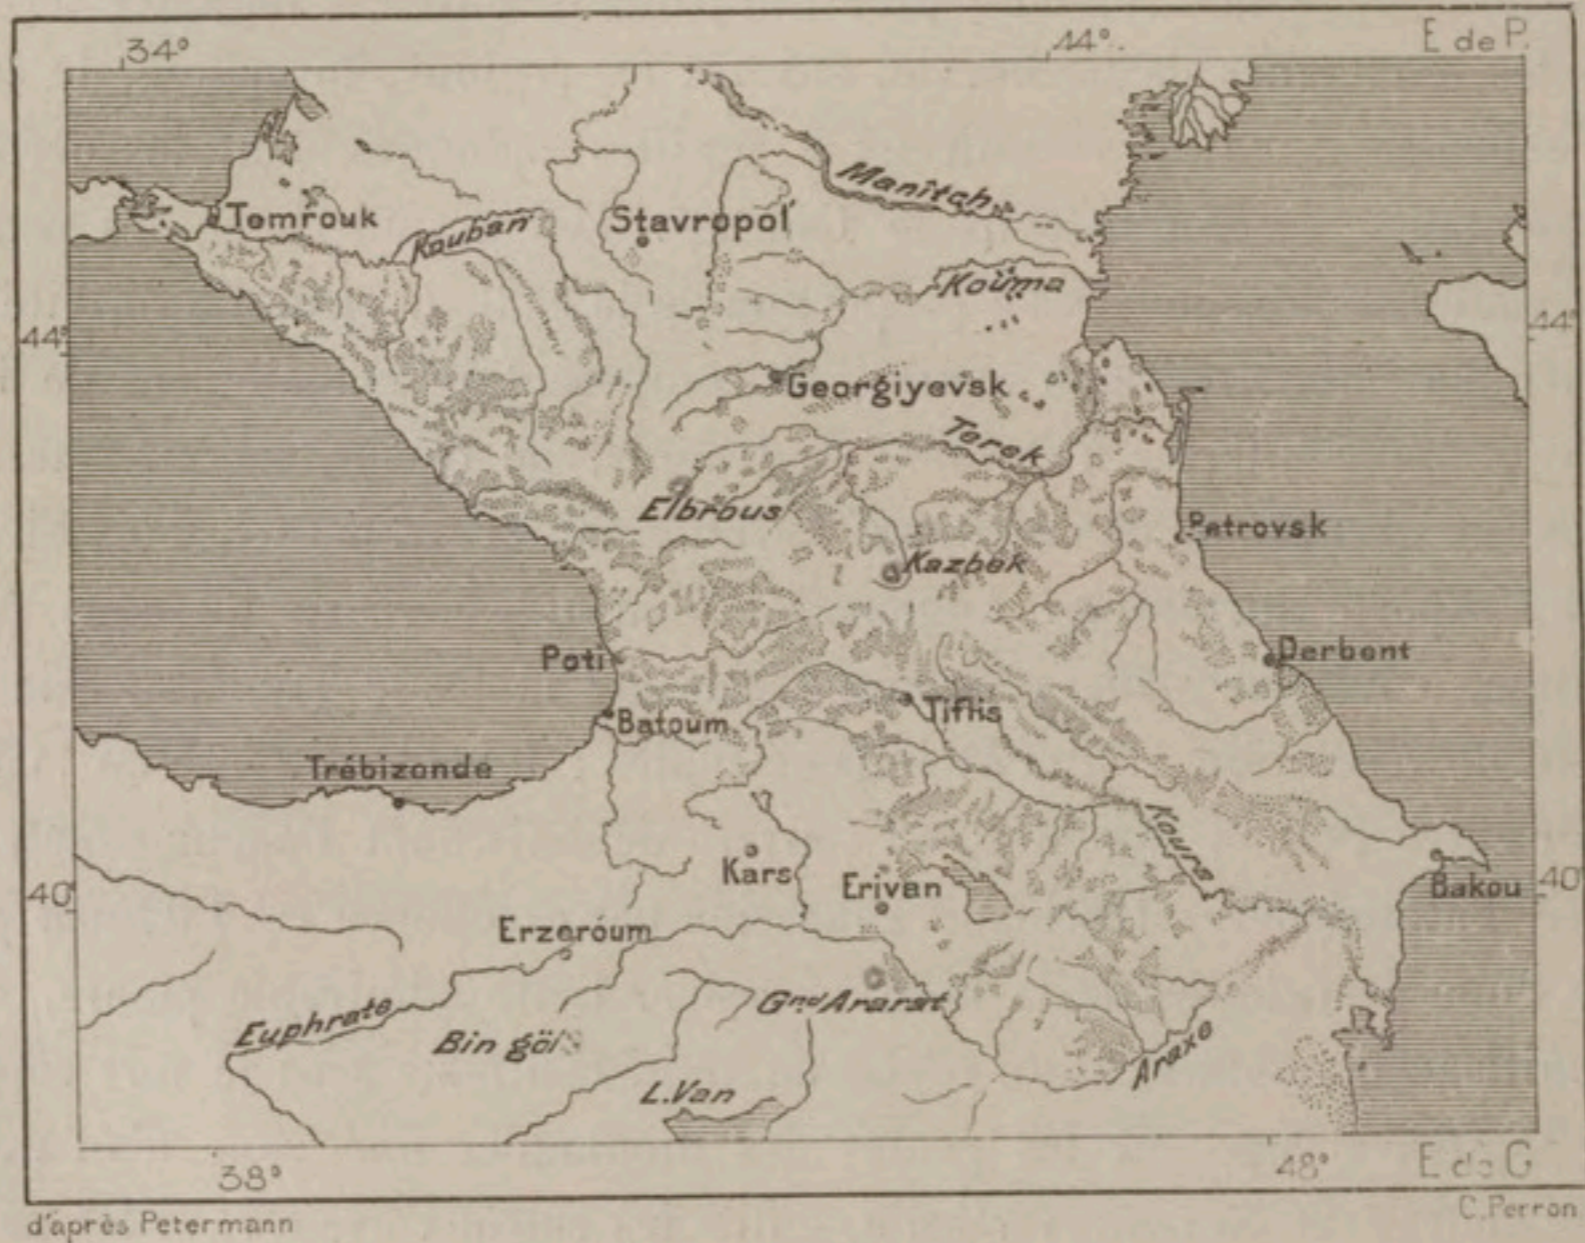 34°
44°.
E de P.
Temrouk
Kouban
Stavropol'
Manitch
Kouma
44°
44°
Georgiyevsk
Terek
Elbrous
Kazbek
Petrovsk
Poti
Derbent
Batoum
Tiflis
Trébizonde
Koura
Kars
Erivan
Bakou
40°
40°
Erzeroum
Gnd Ararat
Euphrate
Bin göl
Araxe
L.Van
38°
48°
E de G
d'après Petermann
C.Perron